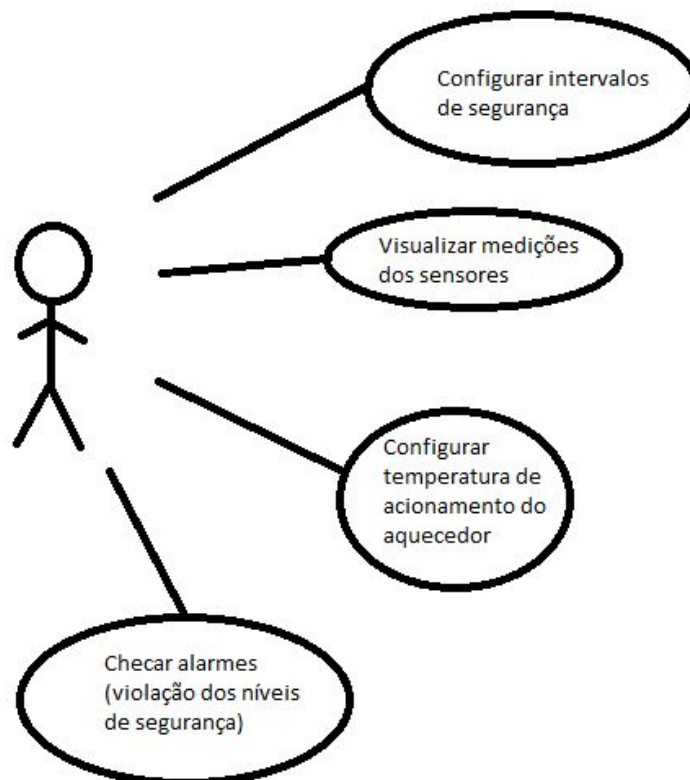 Configurar intervalos
de segurança
Visualizar medições
dos sensores
Configurar
temperatura de
acionamento do
aquecedor
Checar alarmes
(violação dos níveis
de segurança)